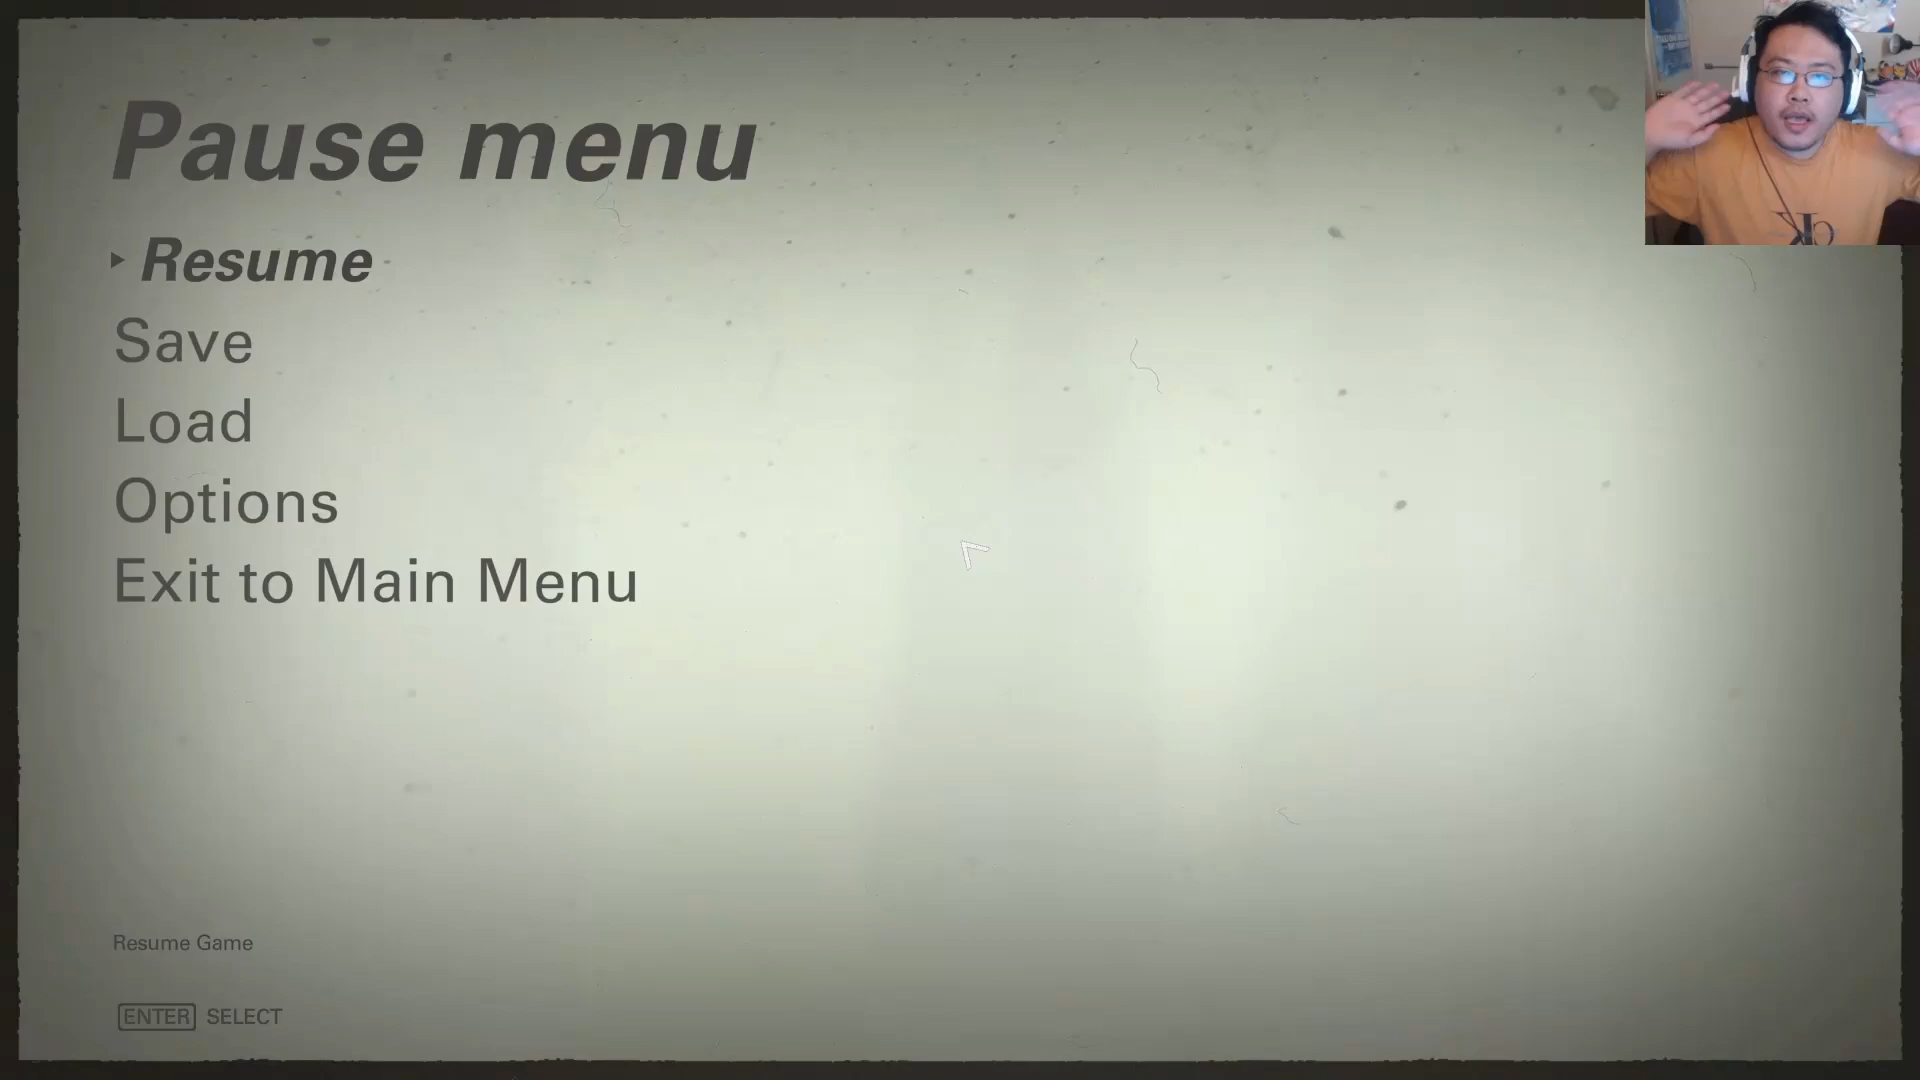 Pause menu
Resume
Save
Load
Options
Exit to Main Menu
Resume Game
ENTER SELECT